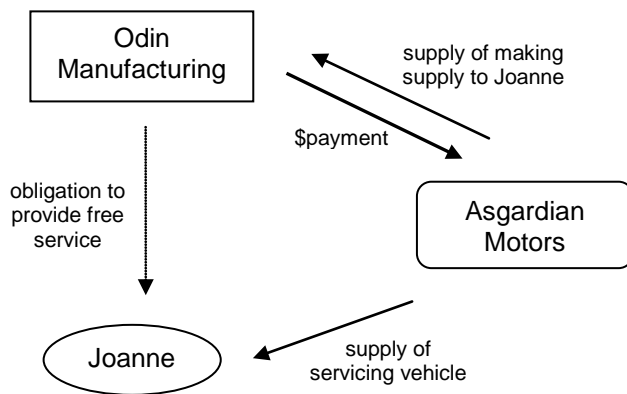 Odin
Manufacturing
supply of making
supply to Joanne
$payment
obligation to
provide free
service
Asgardian
Motors
Joanne
supply of
servicing vehicle